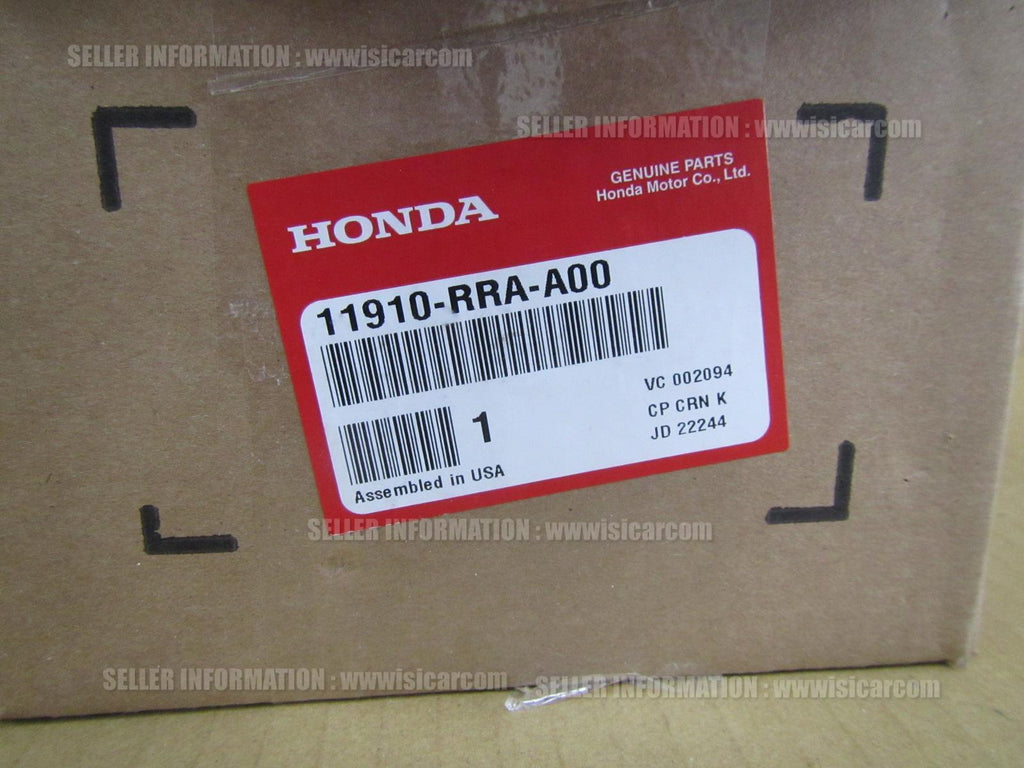 SELLER INFORMATION : wwwisicarcom
SELLER INFORMATION : wwwisicarcom
GENUINE PARTS
Honda Motor Co., Ltd.
HONDA
11910-RRA-A00
VC 002094
1
CP CRN K
JD 22244
Assembled in USA
SELLER INFORMATION : wwwisicarcom
SELLER INFORMATION : wwwisicarcom
SELLER INFORMATION : wwwisicarcom